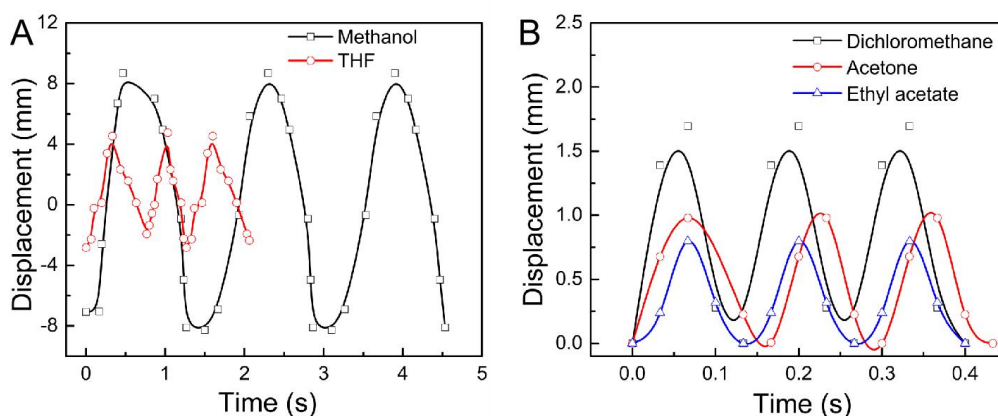 A
Methanol
THF
12
8
4
0
-4
-8
Displacement (mm)
0 1 2 3 4 5
Time (s)
B
Dichloromethane
Acetone
Ethyl acetate
2.5
2.0
1.5
1.0
0.5
0.0
Displacement (mm)
0.0 0.1 0.2 0.3 0.4
Time (s)